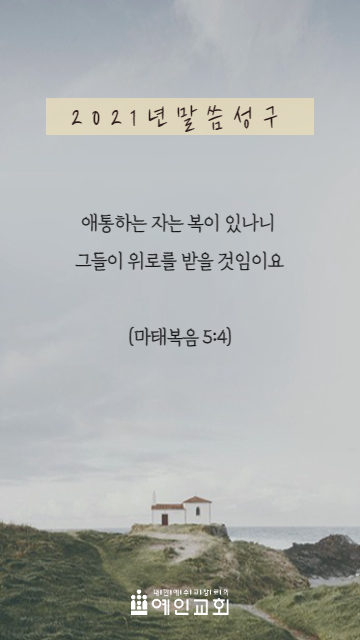 2021년말씀성구
애통하는 자는 복이 있나니
그들이 위로를 받을 것임이요
(마태복음 5:4)
예인교회